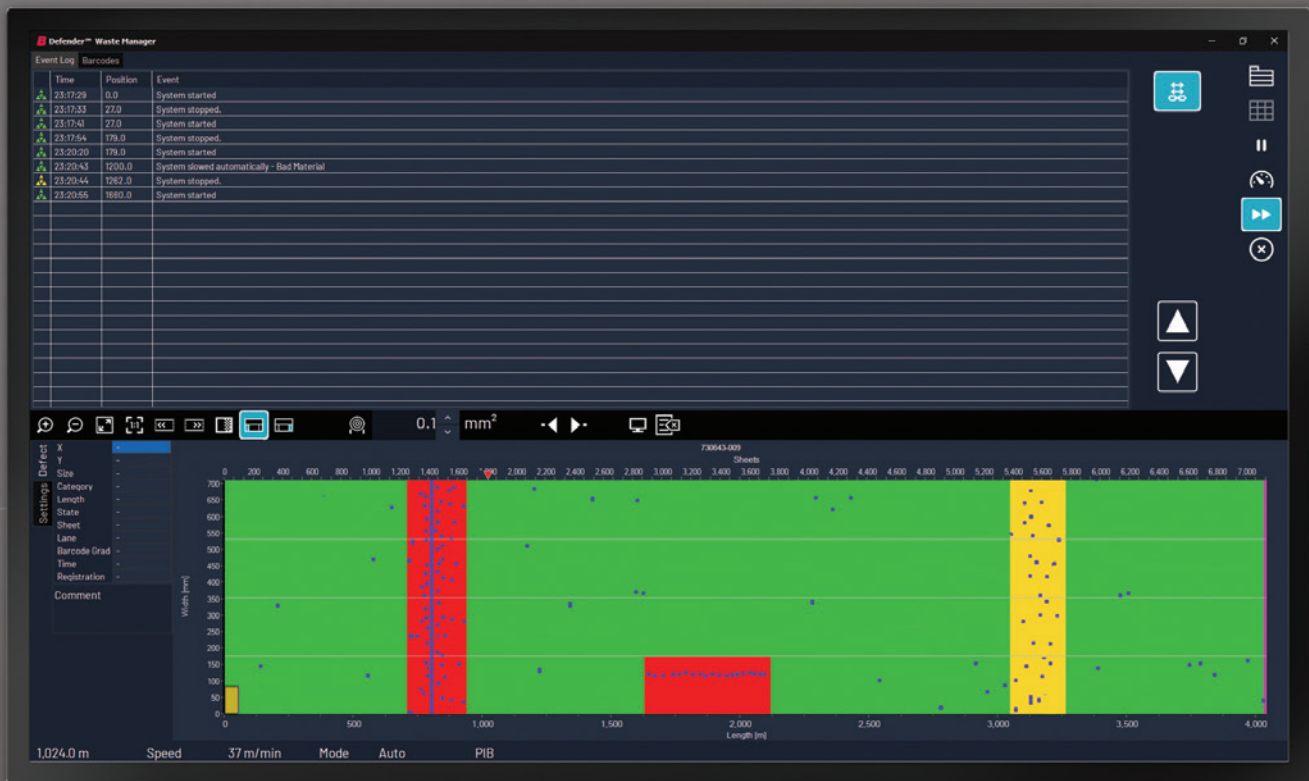 B Defender™ Waste Manager
Event Log Barcodes
Time Position Event
23:17:29 0.0 System started
23:17:33 27.0 System stopped.
23:17:41 27.0 System started
23:17:54 179.0 System stopped.
23:20:20 179.0 System started
23:20:43 1200.0 System slowed automatically - Bad Material
23:20:44 1262.0 System stopped.
23:20:55 1660.0 System started
1:1 0.1 mm²
Defect
Settings
X -
Y -
Size -
Category -
Length -
State -
Sheet -
Lane -
Barcode Grad -
Time -
Registration -
Comment
730643-009
Sheets
0 200 400 600 800 1,000 1,200 1,400 1,600 2,000 2,200 2,400 2,600 2,800 3,000 3,200 3,400 3,600 3,800 4,000 4,200 4,400 4,600 4,800 5,000 5,200 5,400 5,600 5,800 6,000 6,200 6,400 6,600 6,800 7,000
Width [mm]
700
650
600
550
500
450
400
350
300
250
200
150
100
50
0
0 500 1,000 1,500 2,000 2,500 3,000 3,500 4,000
Length [m]
1,024.0 m Speed 37 m/min Mode Auto PIB